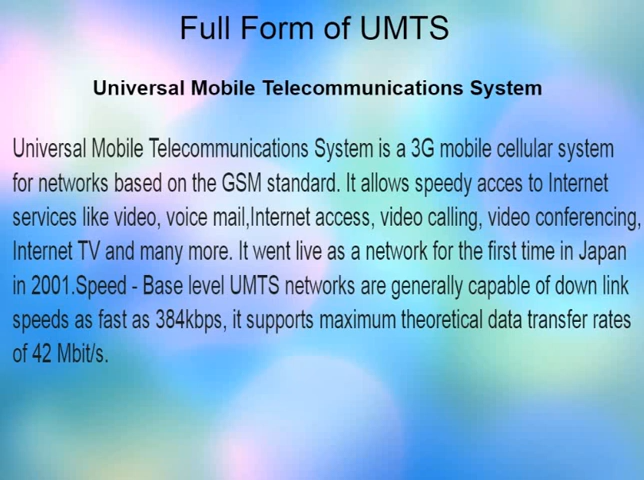 Full Form of UMTS
Universal Mobile Telecommunications System
Universal Mobile Telecommunications System is a 3G mobile cellular system
for networks based on the GSM standard. It allows speedy acces to Internet
services like video, voice mail,Internet access, video calling, video conferencing,
Internet TV and many more. It went live as a network for the first time in Japan
in 2001.Speed - Base level UMTS networks are generally capable of down link
speeds as fast as 384kbps, it supports maximum theoretical data transfer rates
of 42 Mbit/s.